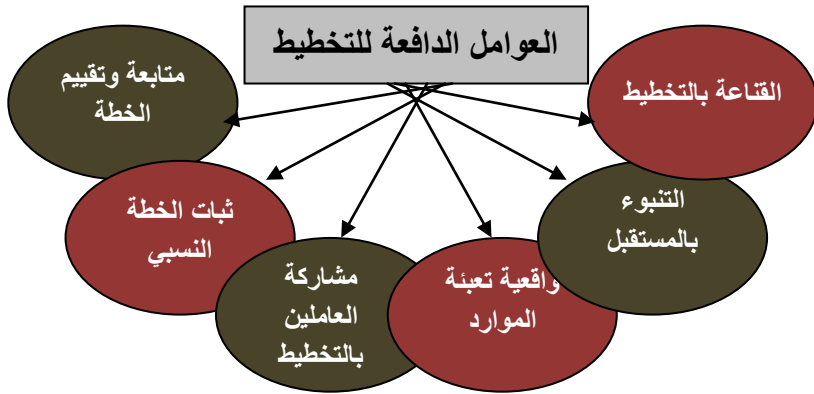 العوامل الدافعة للتخطيط
القناعة بالتخطيط
التنبوء
بالمستقبل
واقعية تعبئة
الموارد
مشاركة
العاملين
بالتخطيط
ثبات الخطة
النسبي
متابعة وتقييم
الخطة